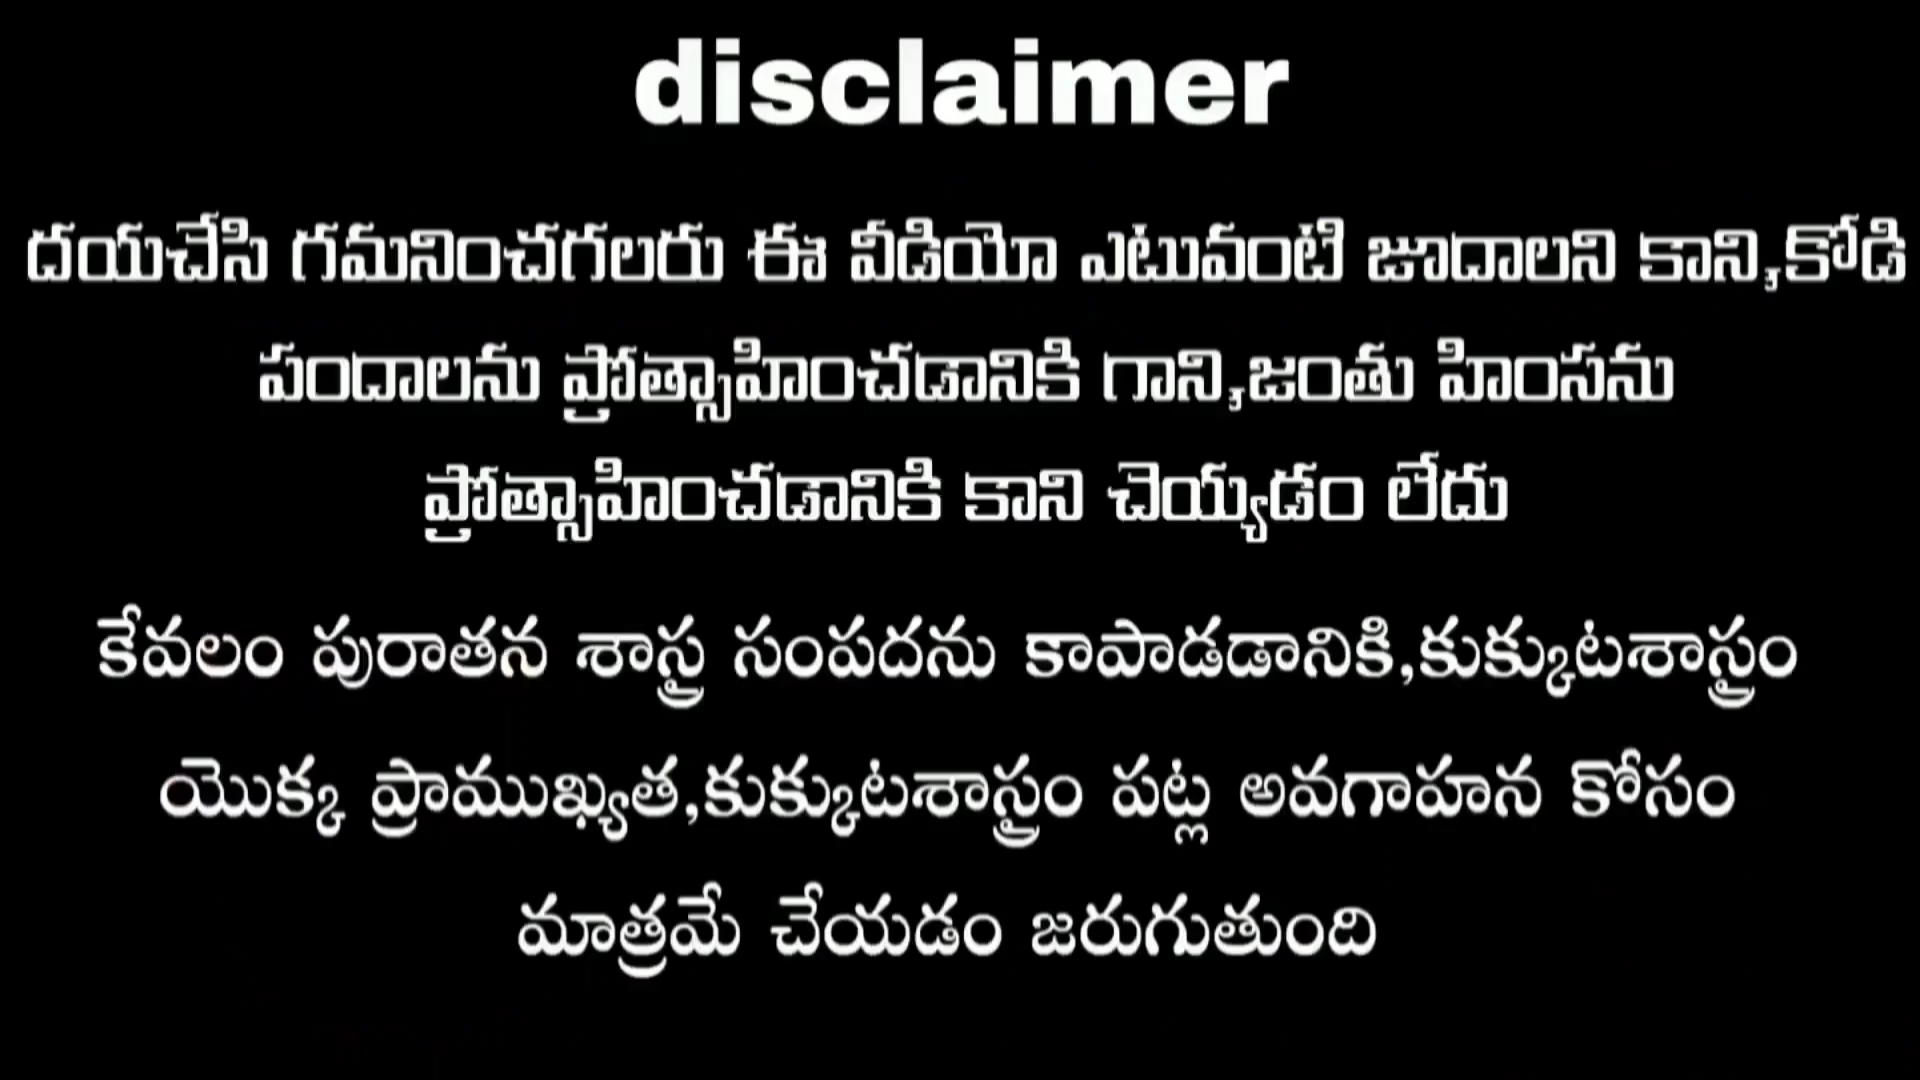 disclaimer
దయచేసి గమనించగలరు ఈ వీడియో ఎటువంటి జూదాలని కాని,కోడి
పందాలను ప్రోత్సాహించడానికి గాని,జంతు హింసను
ప్రోత్సాహించడానికి కాని చెయ్యడం లేదు
కేవలం పురాతన శాస్త్ర సంపదను కాపాడడానికి,కుక్కుటశాస్త్రం
యొక్క ప్రాముఖ్యత,కుక్కుటశాస్త్రం పట్ల అవగాహన కోసం
మాత్రమే చేయడం జరుగుతుంది